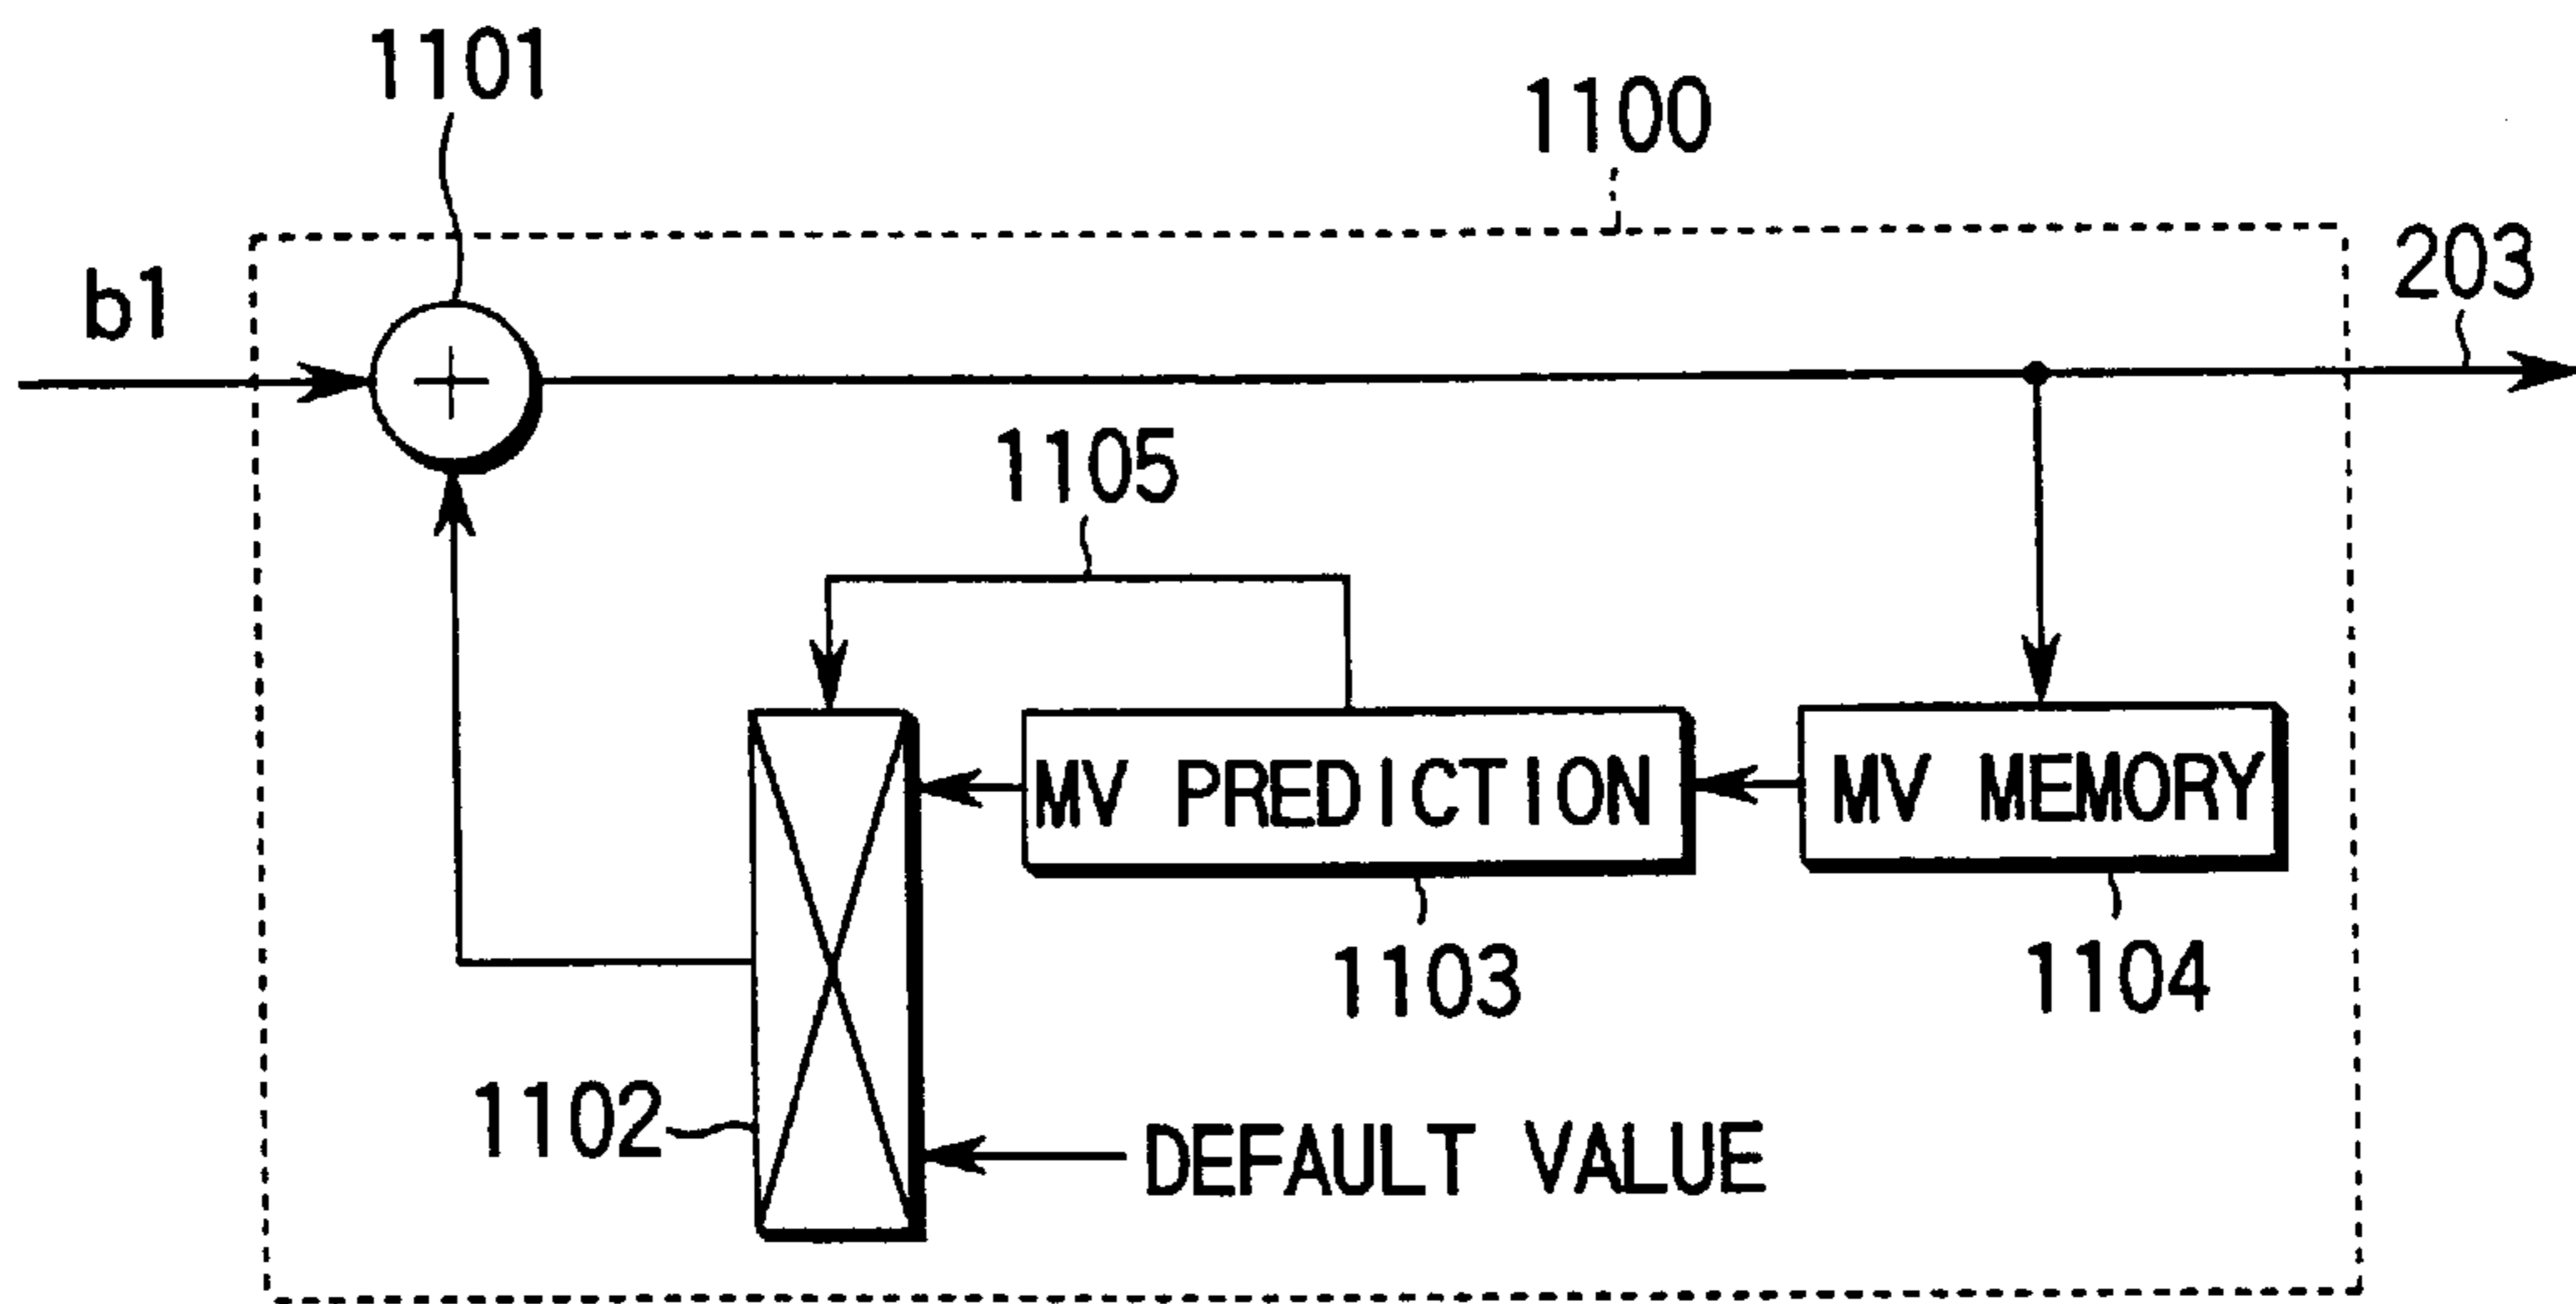 1101
1100
203
b1
1105
MV PREDICTION
MV MEMORY
1103
1104
1102
DEFAULT VALUE